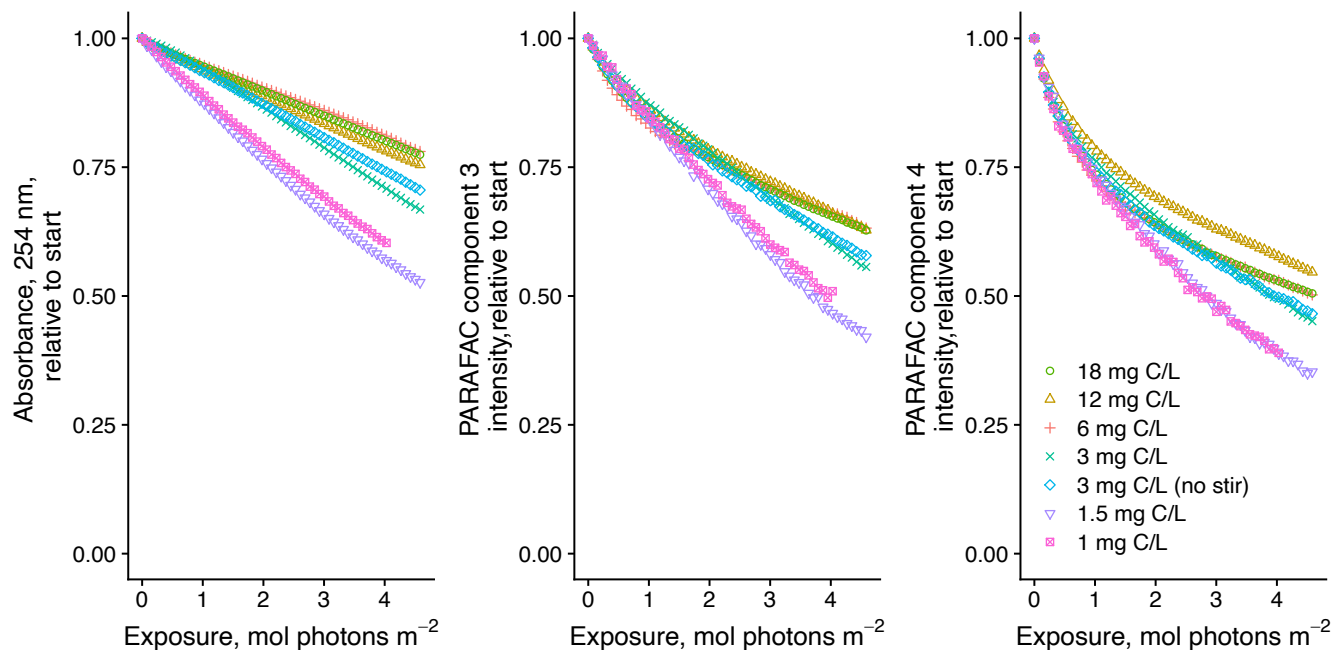 Absorbance, 254 nm,
relative to start
1.00
0.75
0.50
0.25
0.00
0 1 2 3 4
Exposure, mol photons m⁻²
PARAFAC component 3
intensity,relative to start
1.00
0.75
0.50
0.25
0.00
0 1 2 3 4
Exposure, mol photons m⁻²
PARAFAC component 4
intensity,relative to start
1.00
0.75
0.50
0.25
0.00
0 1 2 3 4
Exposure, mol photons m⁻²
18 mg C/L
12 mg C/L
6 mg C/L
3 mg C/L
3 mg C/L (no stir)
1.5 mg C/L
1 mg C/L